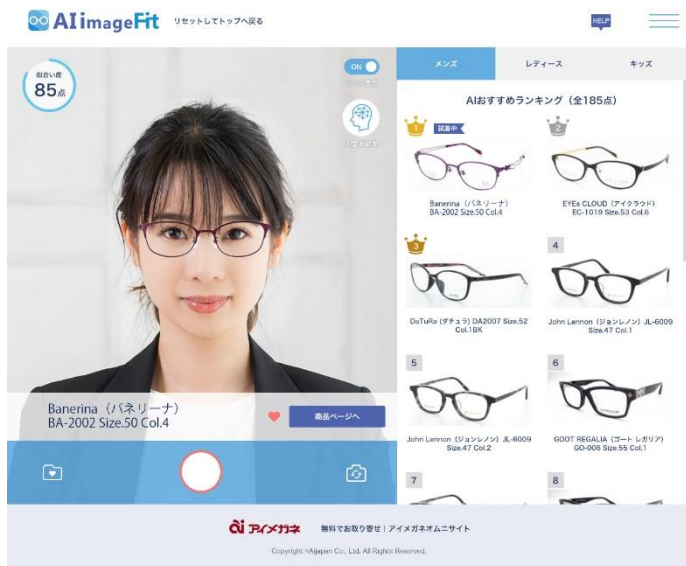 AI imageFit リセットしてトップへ戻る
HELP
似合い度
85点
ON
メンズ レディース キッズ
AIおすすめランキング（全185点）
1 試着中
2
Banerina（バネリーナ）
BA-2002 Size.50 Col.4
EYEs CLOUD（アイクラウド）
EC-1019 Size.53 Col.6
3
4
DaTuRa (ダチュラ) DA2007 Size.52
Col.1BK
John Lennon（ジョンレノン）JL-6009
Size.47 Col.1
5
6
John Lennon（ジョンレノン）JL-6009
Size.47 Col.2
GOOT REGALIA（ゴート レガリア）
GO-006 Size.55 Col.1
7
8
Banerina（バネリーナ）
BA-2002 Size.50 Col.4
商品ページへ
ai アイメガネ 無料でお取り寄せ｜アイメガネオムニサイト
Copyright ©Aijapan Co., Ltd. All Rights Reserved.